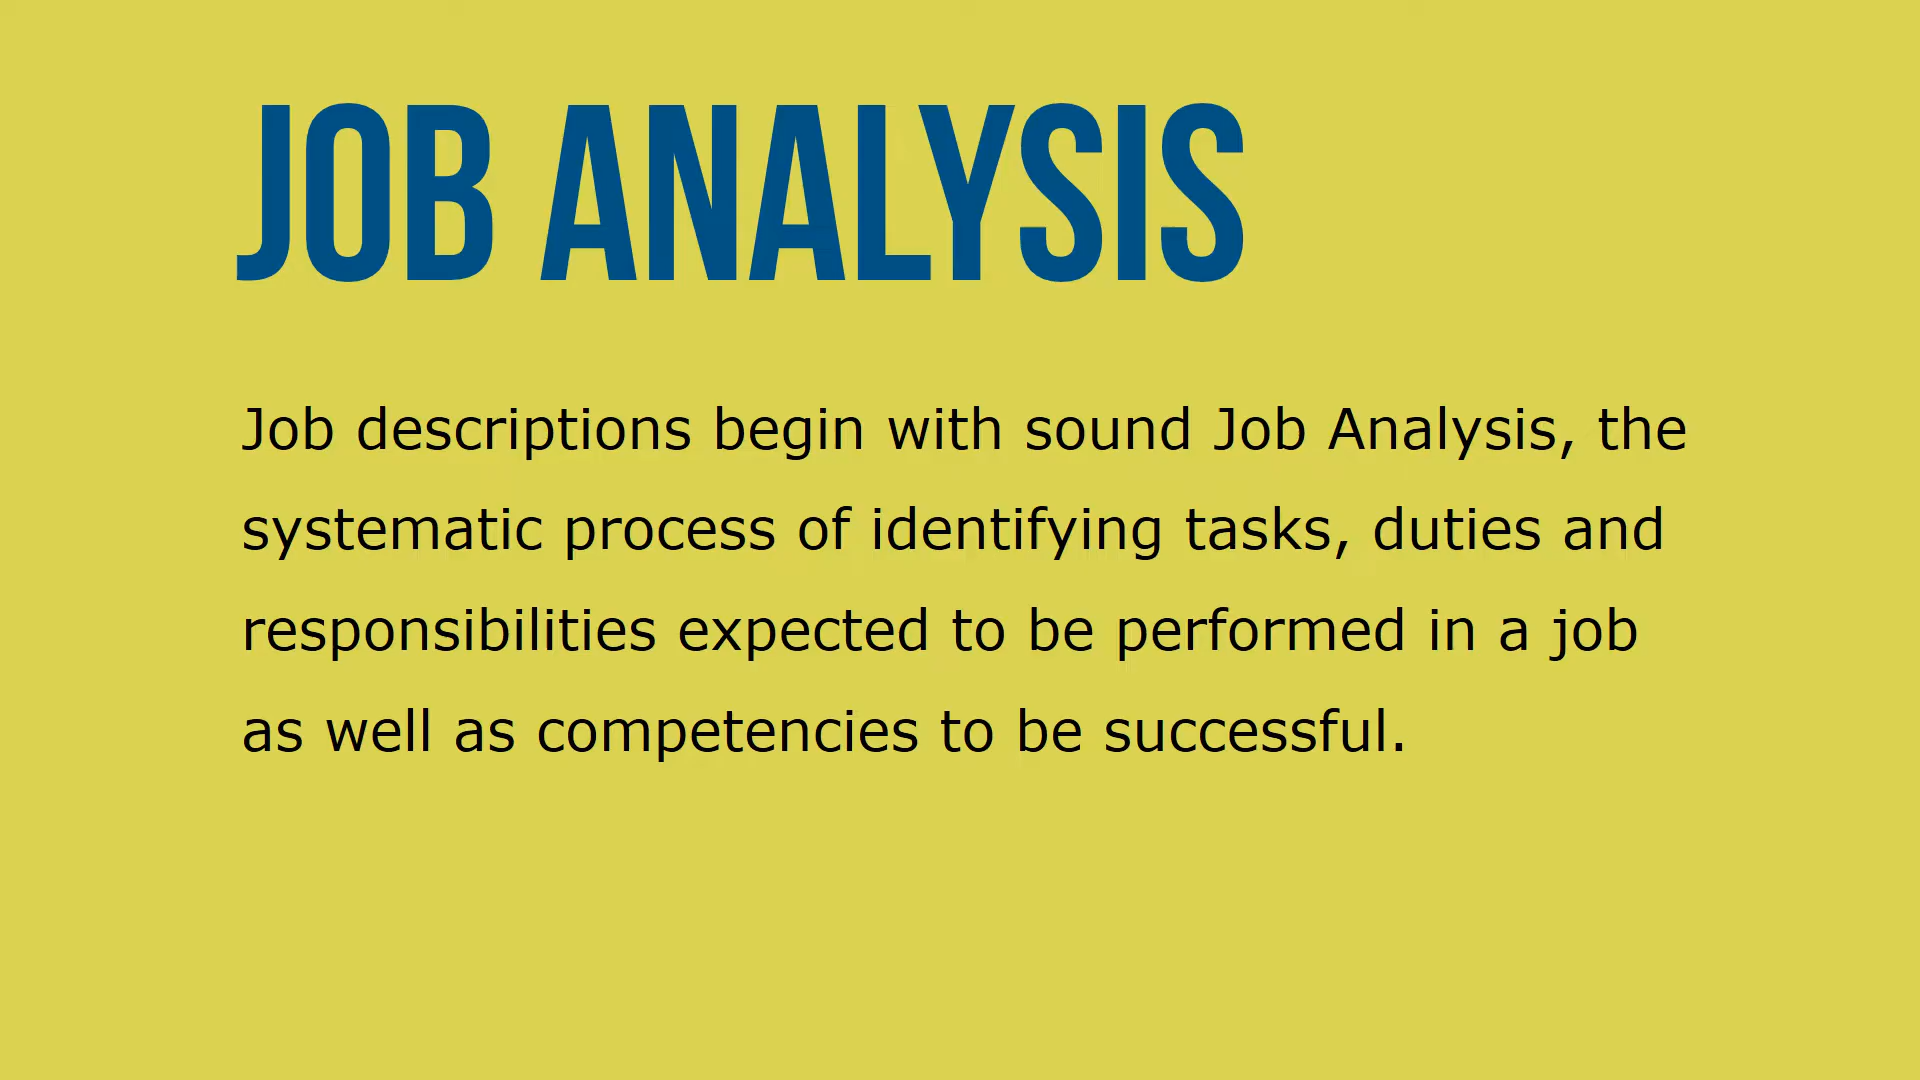 JOB ANALYSIS
Job descriptions begin with sound Job Analysis, the
systematic process of identifying tasks, duties and
responsibilities expected to be performed in a job
as well as competencies to be successful.